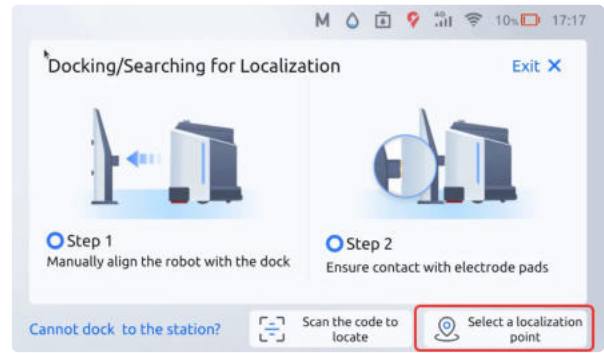 M 4G 10% 17:17
Docking/Searching for Localization Exit X
Step 1
Manually align the robot with the dock
Step 2
Ensure contact with electrode pads
Cannot dock to the station?
Scan the code to
locate
Select a localization
point